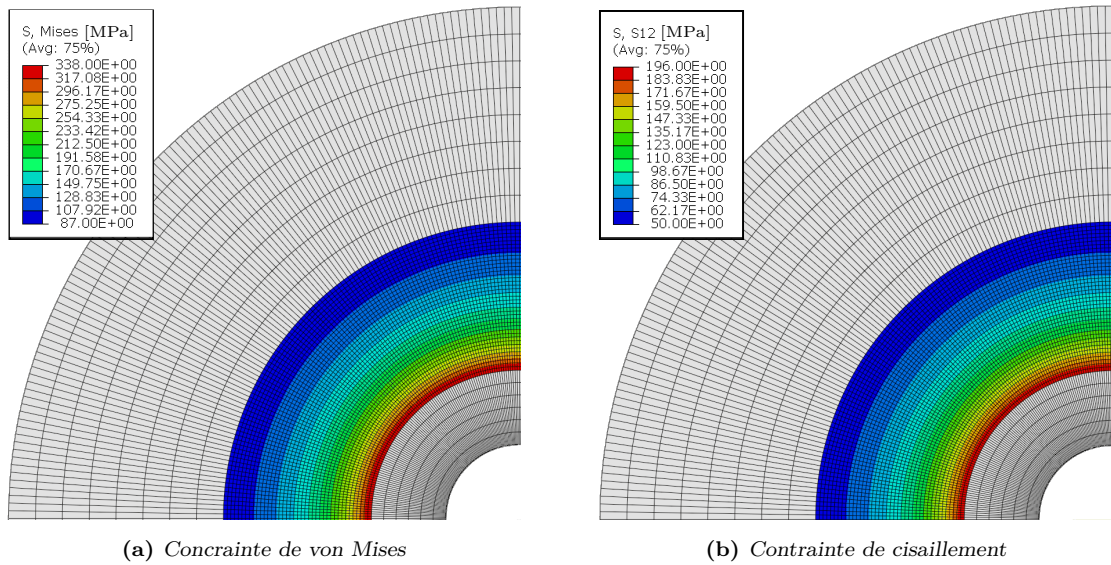 S, Mises [MPa]
(Avg: 75%)
338.00E+00
317.08E+00
296.17E+00
275.25E+00
254.33E+00
233.42E+00
212.50E+00
191.58E+00
170.67E+00
149.75E+00
128.83E+00
107.92E+00
87.00E+00
S, S12 [MPa]
(Avg: 75%)
196.00E+00
183.83E+00
171.67E+00
159.50E+00
147.33E+00
135.17E+00
123.00E+00
110.83E+00
98.67E+00
86.50E+00
74.33E+00
62.17E+00
50.00E+00
(a) Concrainte de von Mises
(b) Contrainte de cisaillement